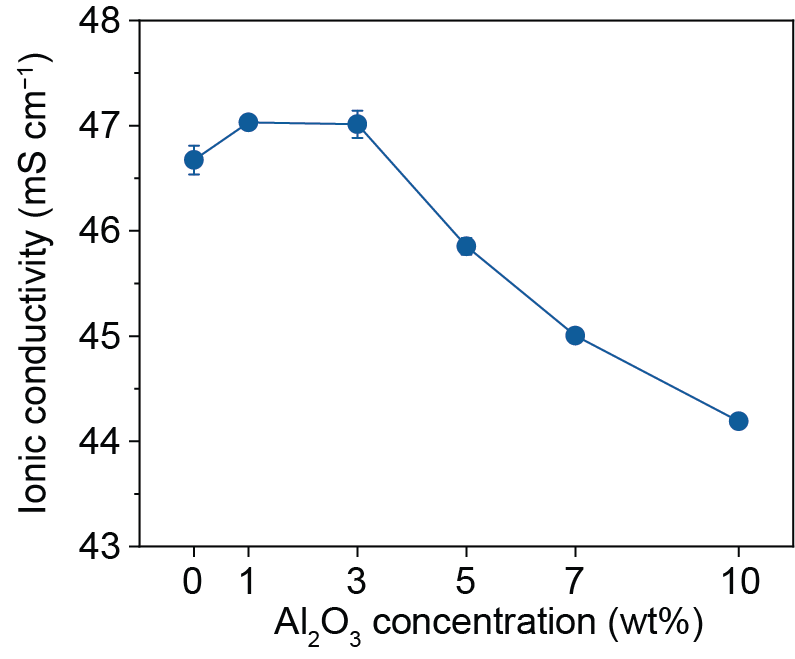 48
47
46
45
44
43
Ionic conductivity (mS cm⁻¹)
0 1 3 5 7 10
Al₂O₃ concentration (wt%)